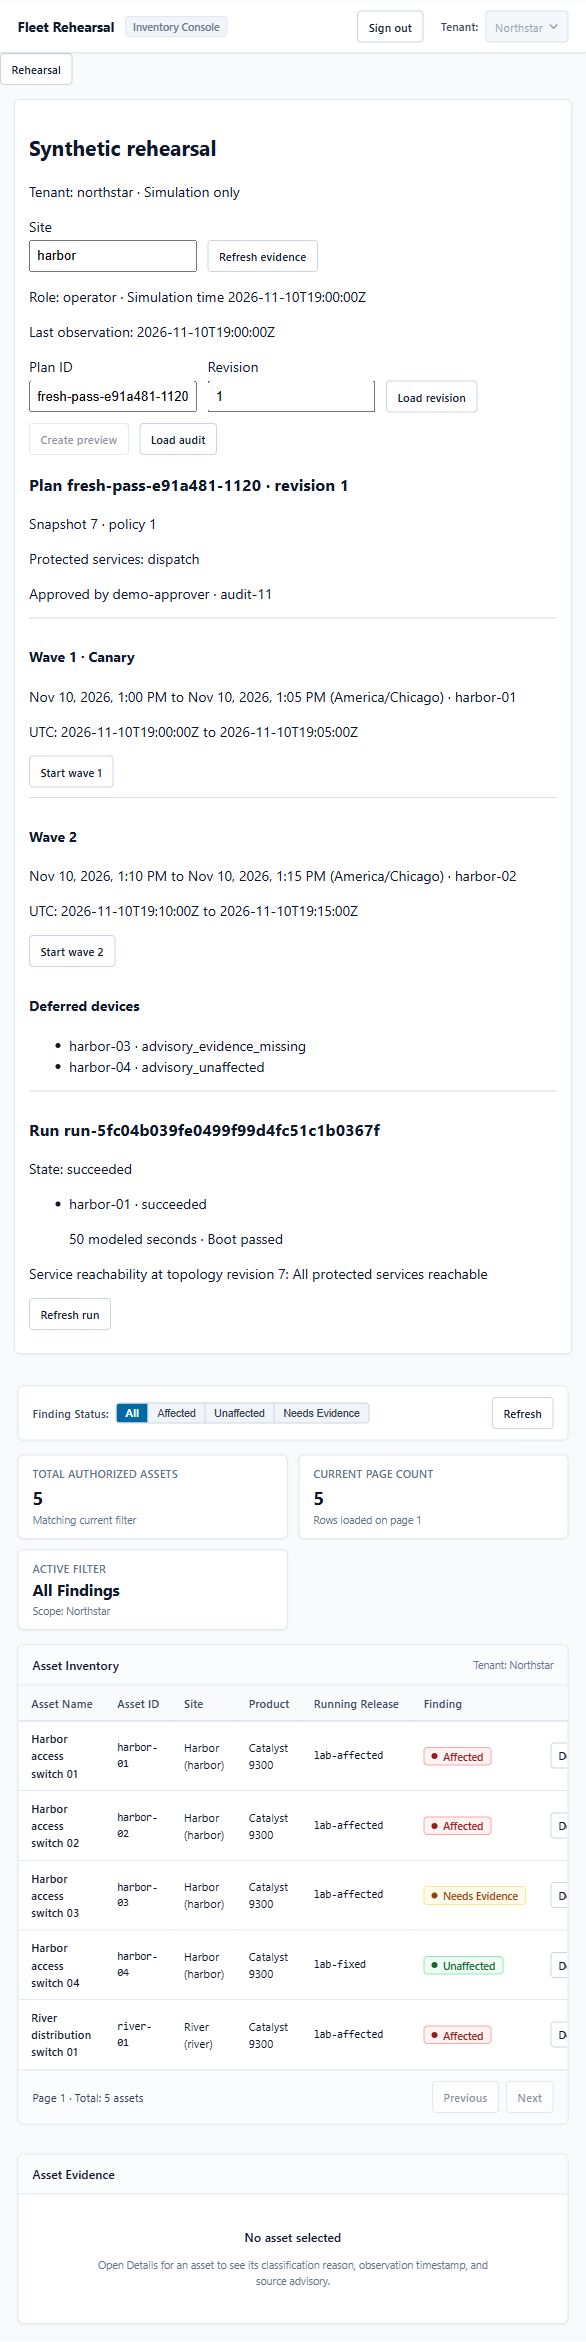 Fleet Rehearsal
Inventory Console
Sign out
Tenant:
Northstar
Rehearsal
Synthetic rehearsal
Tenant: northstar · Simulation only
Site
harbor
Refresh evidence
Role: operator · Simulation time 2026-11-10T19:00:00Z
Last observation: 2026-11-10T19:00:00Z
Plan ID
Revision
fresh-pass-e91a481-1120
1
Load revision
Create preview
Load audit
Plan fresh-pass-e91a481-1120 · revision 1
Snapshot 7 · policy 1
Protected services: dispatch
Approved by demo-approver · audit-11
Wave 1 · Canary
Nov 10, 2026, 1:00 PM to Nov 10, 2026, 1:05 PM (America/Chicago) · harbor-01
UTC: 2026-11-10T19:00:00Z to 2026-11-10T19:05:00Z
Start wave 1
Wave 2
Nov 10, 2026, 1:10 PM to Nov 10, 2026, 1:15 PM (America/Chicago) · harbor-02
UTC: 2026-11-10T19:10:00Z to 2026-11-10T19:15:00Z
Start wave 2
Deferred devices
• harbor-03 · advisory_evidence_missing
• harbor-04 · advisory_unaffected
Run run-5fc04b039fe0499f99d4fc51c1b0367f
State: succeeded
• harbor-01 · succeeded
50 modeled seconds · Boot passed
Service reachability at topology revision 7: All protected services reachable
Refresh run
Finding Status:
All
Affected
Unaffected
Needs Evidence
Refresh
TOTAL AUTHORIZED ASSETS
5
Matching current filter
CURRENT PAGE COUNT
5
Rows loaded on page 1
ACTIVE FILTER
All Findings
Scope: Northstar
Asset Inventory
Tenant: Northstar
Asset Name
Asset ID
Site
Product
Running Release
Finding
Harbor
access
switch 01
harbor-
01
Harbor
(harbor)
Catalyst
9300
lab-affected
Affected
Harbor
access
switch 02
harbor-
02
Harbor
(harbor)
Catalyst
9300
lab-affected
Affected
Harbor
access
switch 03
harbor-
03
Harbor
(harbor)
Catalyst
9300
lab-affected
Needs Evidence
Harbor
access
switch 04
harbor-
04
Harbor
(harbor)
Catalyst
9300
lab-fixed
Unaffected
River
distribution
switch 01
river-
01
River
(river)
Catalyst
9300
lab-affected
Affected
Page 1 · Total: 5 assets
Previous
Next
Asset Evidence
No asset selected
Open Details for an asset to see its classification reason, observation timestamp, and
source advisory.